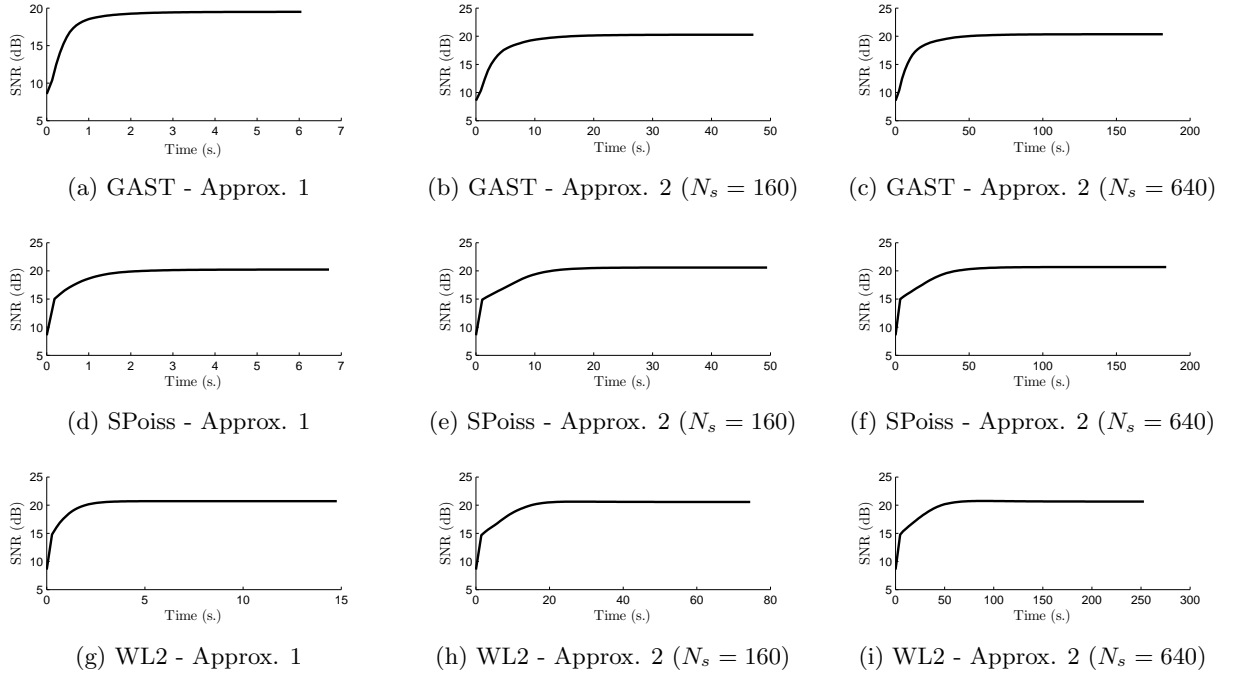 SNR (dB)
20
15
10
5
0 1 2 3 4 5 6 7
Time (s.)
(a) GAST - Approx. 1
SNR (dB)
25
20
15
10
5
0 10 20 30 40 50
Time (s.)
(b) GAST - Approx. 2 (N_s = 160)
SNR (dB)
25
20
15
10
5
0 50 100 150 200
Time (s.)
(c) GAST - Approx. 2 (N_s = 640)
SNR (dB)
25
20
15
10
5
0 1 2 3 4 5 6 7
Time (s.)
(d) SPoiss - Approx. 1
SNR (dB)
25
20
15
10
5
0 10 20 30 40 50
Time (s.)
(e) SPoiss - Approx. 2 (N_s = 160)
SNR (dB)
25
20
15
10
5
0 50 100 150 200
Time (s.)
(f) SPoiss - Approx. 2 (N_s = 640)
SNR (dB)
25
20
15
10
5
0 5 10 15
Time (s.)
(g) WL2 - Approx. 1
SNR (dB)
25
20
15
10
5
0 20 40 60 80
Time (s.)
(h) WL2 - Approx. 2 (N_s = 160)
SNR (dB)
25
20
15
10
5
0 50 100 150 200 250 300
Time (s.)
(i) WL2 - Approx. 2 (N_s = 640)